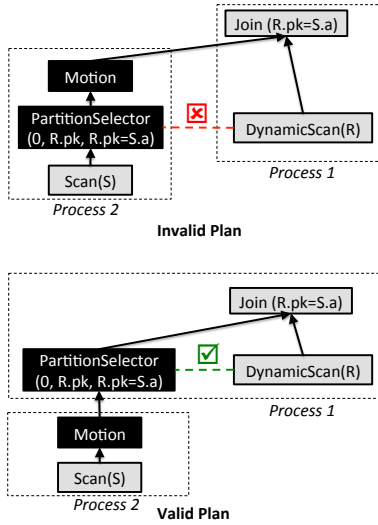 Join (R.pk=S.a)
Motion
PartitionSelector
(0, R.pk, R.pk=S.a)
DynamicScan(R)
Scan(S)
Process 1
Process 2
Invalid Plan
Join (R.pk=S.a)
PartitionSelector
(0, R.pk, R.pk=S.a)
DynamicScan(R)
Process 1
Motion
Scan(S)
Process 2
Valid Plan